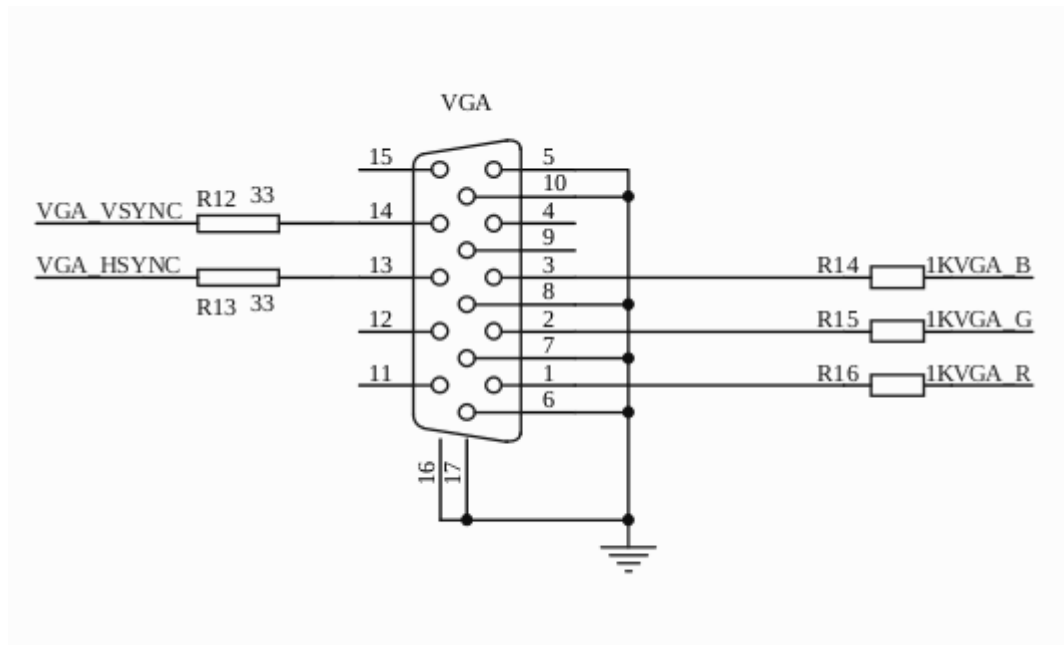 VGA
15 5
10
VGA_VSYNC R12 33 14 4
9
VGA_HSYNC 13 3 R14 1KVGA_B
R13 33 8
12 2 R15 1KVGA_G
7
11 1 R16 1KVGA_R
6
16 17